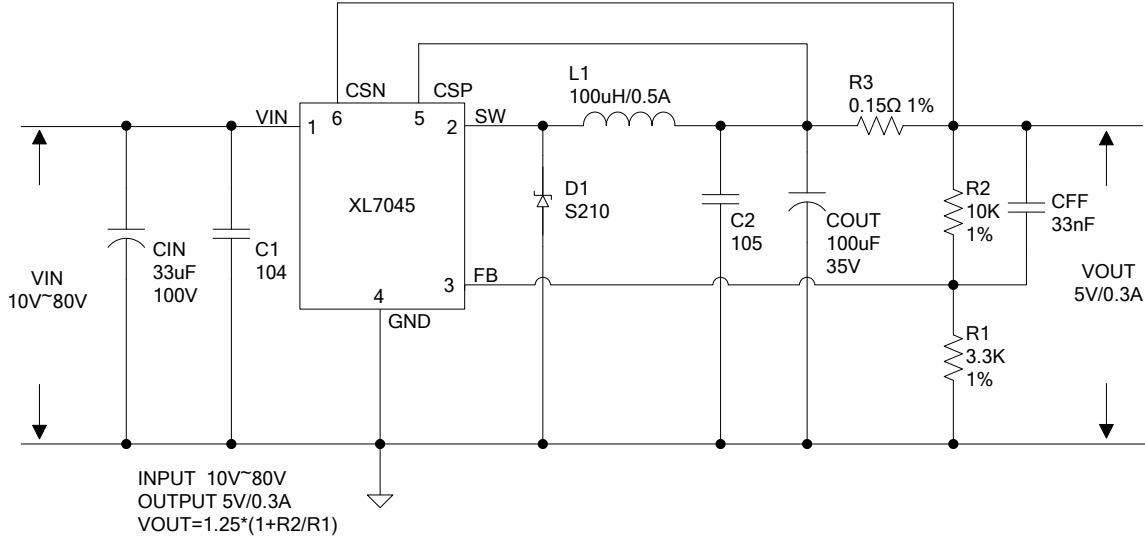 CSN
CSP
L1
100uH/0.5A
R3
0.15Ω 1%
VIN
1
6
5
2
SW
XL7045
D1
S210
R2
10K
1%
CFF
33nF
C2
105
COUT
100uF
35V
CIN
33uF
100V
C1
104
VIN
10V~80V
VOUT
5V/0.3A
3
FB
4
GND
R1
3.3K
1%
INPUT 10V~80V
OUTPUT 5V/0.3A
VOUT=1.25*(1+R2/R1)